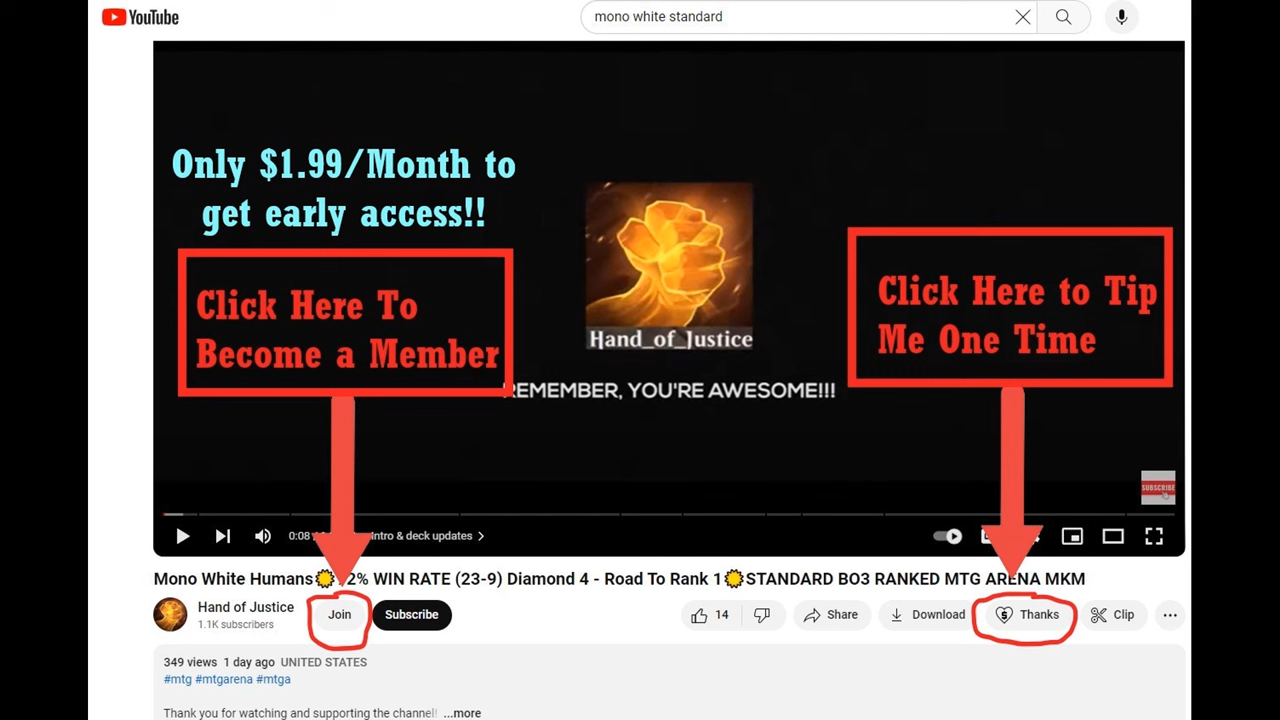 YouTube
mono white standard
Only $1.99/Month to
get early access!!
Click Here To
Become a Member
Click Here to Tip
Me One Time
Hand_of_Justice
REMEMBER, YOU'RE AWESOME!!!
SUBSCRIBE
0:08
Intro & deck updates
Mono White Humans 2% WIN RATE (23-9) Diamond 4 - Road To Rank 1 STANDARD BO3 RANKED MTG ARENA MKM
Hand of Justice
1.1K subscribers
Join
Subscribe
14
Share
Download
Thanks
Clip
349 views 1 day ago UNITED STATES
#mtg #mtgarena #mtga
Thank you for watching and supporting the channel! ...more